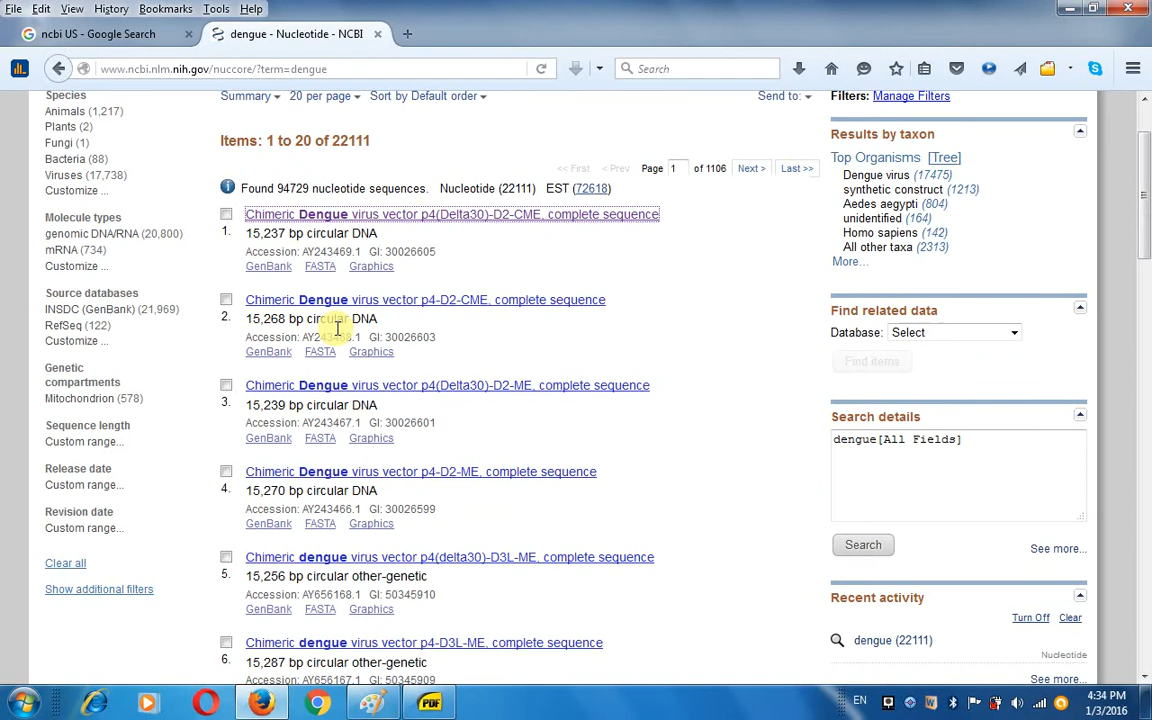 File Edit View History Bookmarks Tools Help
ncbi US - Google Search
dengue - Nucleotide - NCBI
www.ncbi.nlm.nih.gov/nuccore/?term=dengue
Search
Species
Animals (1,217)
Plants (2)
Fungi (1)
Bacteria (88)
Viruses (17,738)
Customize ...
Molecule types
genomic DNA/RNA (20,800)
mRNA (734)
Customize ...
Source databases
INSDC (GenBank) (21,969)
RefSeq (122)
Customize ...
Genetic
compartments
Mitochondrion (578)
Sequence length
Custom range...
Release date
Custom range...
Revision date
Custom range...
Clear all
Show additional filters
Summary 20 per page Sort by Default order Send to:
Items: 1 to 20 of 22111
<< First < Prev Page 1 of 1106 Next > Last >>
Found 94729 nucleotide sequences. Nucleotide (22111) EST (72618)
Chimeric Dengue virus vector p4(Delta30)-D2-CME, complete sequence
1. 15,237 bp circular DNA
Accession: AY243469.1 GI: 30026605
GenBank FASTA Graphics
Chimeric Dengue virus vector p4-D2-CME, complete sequence
2. 15,268 bp circular DNA
Accession: AY243468.1 GI: 30026603
GenBank FASTA Graphics
Chimeric Dengue virus vector p4(Delta30)-D2-ME, complete sequence
3. 15,239 bp circular DNA
Accession: AY243467.1 GI: 30026601
GenBank FASTA Graphics
Chimeric Dengue virus vector p4-D2-ME, complete sequence
4. 15,270 bp circular DNA
Accession: AY243466.1 GI: 30026599
GenBank FASTA Graphics
Chimeric dengue virus vector p4(delta30)-D3L-ME, complete sequence
5. 15,256 bp circular other-genetic
Accession: AY656168.1 GI: 50345910
GenBank FASTA Graphics
Chimeric dengue virus vector p4-D3L-ME, complete sequence
6. 15,287 bp circular other-genetic
Accession: AY656167.1 GI: 50345909
Filters: Manage Filters
Results by taxon
Top Organisms [Tree]
Dengue virus (17475)
synthetic construct (1213)
Aedes aegypti (804)
unidentified (164)
Homo sapiens (142)
All other taxa (2313)
More...
Find related data
Database: Select
Find items
Search details
dengue[All Fields]
Search
See more...
Recent activity
Turn Off Clear
dengue (22111)
Nucleotide
See more...
PDF
EN
4:34 PM
1/3/2016